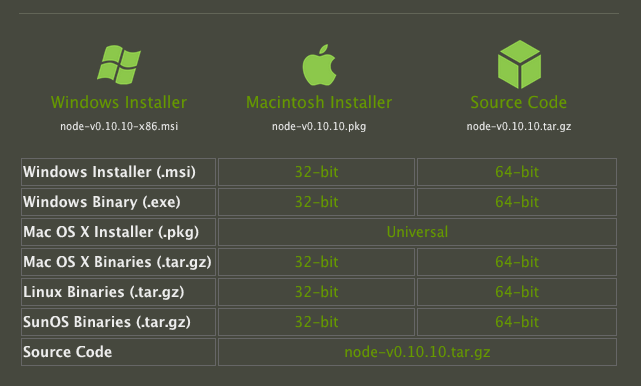 Windows Installer Macintosh Installer Source Code
node-v0.10.10-x86.msi node-v0.10.10.pkg node-v0.10.10.tar.gz
Windows Installer (.msi) 32-bit 64-bit
Windows Binary (.exe) 32-bit 64-bit
Mac OS X Installer (.pkg) Universal
Mac OS X Binaries (.tar.gz) 32-bit 64-bit
Linux Binaries (.tar.gz) 32-bit 64-bit
SunOS Binaries (.tar.gz) 32-bit 64-bit
Source Code node-v0.10.10.tar.gz